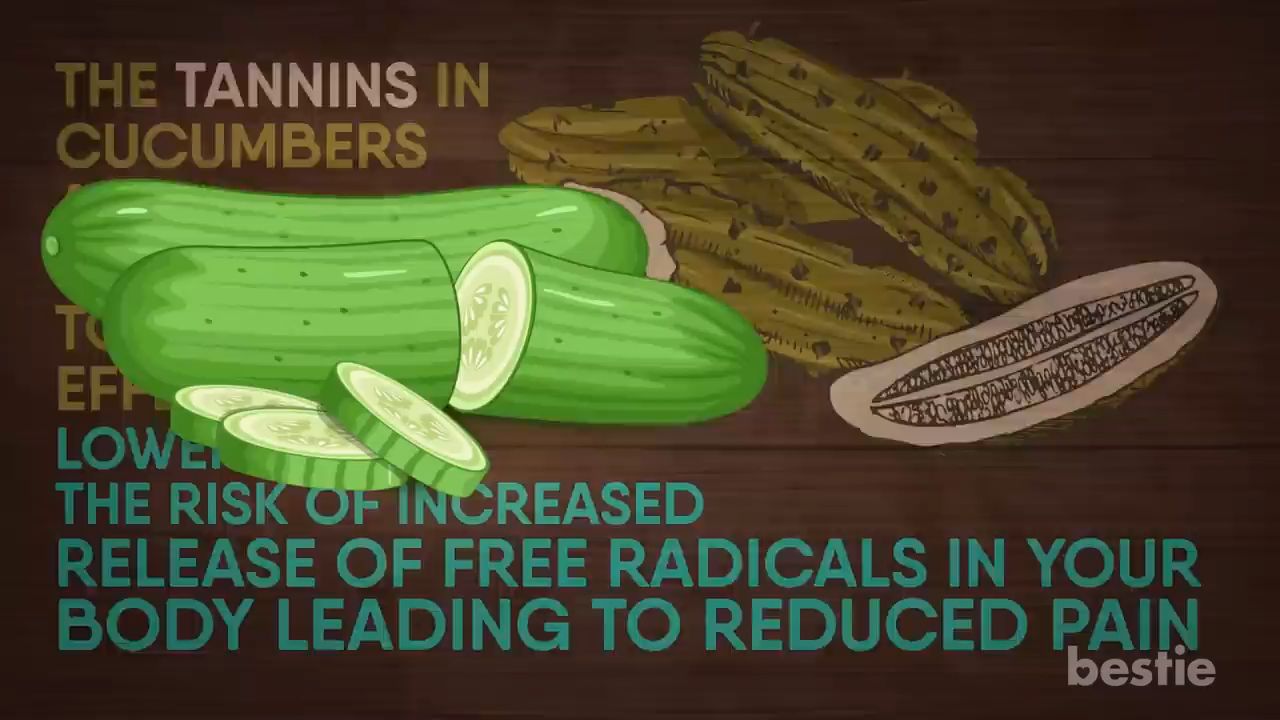 THE TANNINS IN
CUCUMBERS
LOWER
THE RISK OF INCREASED
RELEASE OF FREE RADICALS IN YOUR
BODY LEADING TO REDUCED PAIN
bestie